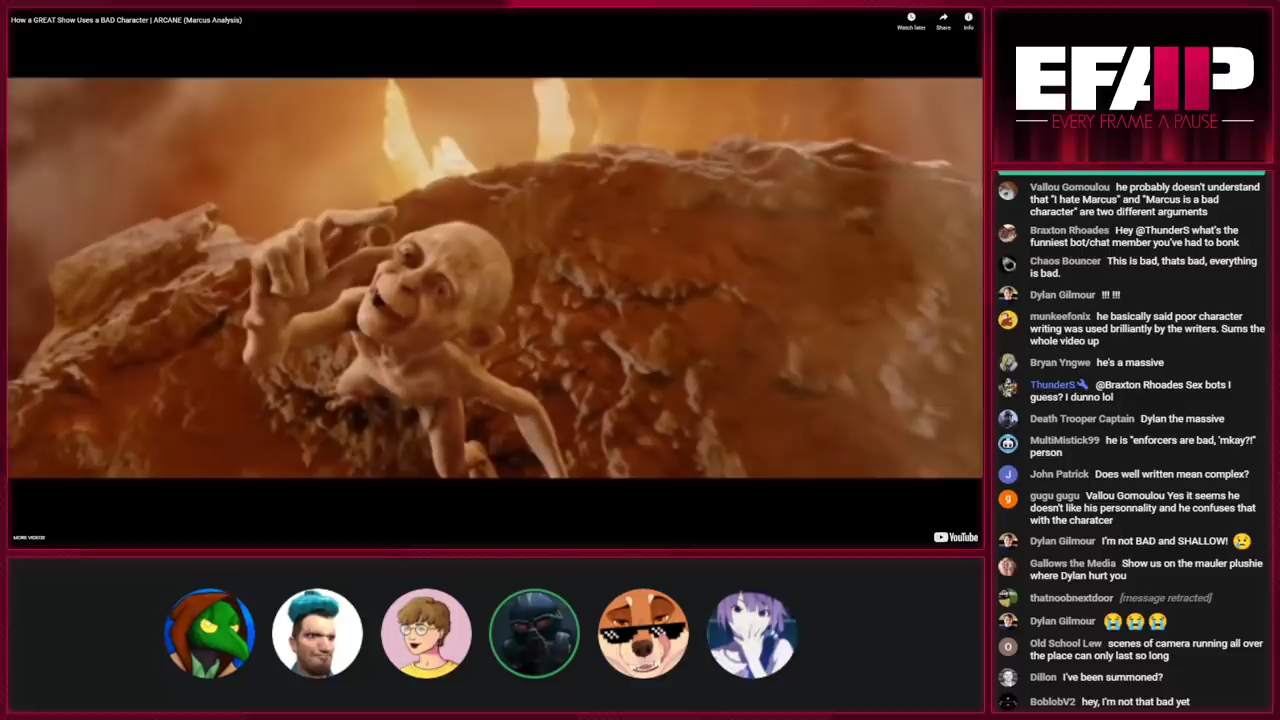 How a GREAT Show Uses a BAD Character | ARCANE (Marcus Analysis)
Watch later
Share
Info
MORE VIDEOS
YouTube
EFAP
EVERY FRAME A PAUSE
Vallou Gomoulou he probably doesn't understand
that "I hate Marcus" and "Marcus is a bad
character" are two different arguments
Braxton Rhoades Hey @ThunderS what's the
funniest bot/chat member you've had to bonk
Chaos Bouncer This is bad, thats bad, everything
is bad.
Dylan Gilmour !!! !!!
munkeefonix he basically said poor character
writing was used brilliantly by the writers. Sums the
whole video up
Bryan Yngwe he's a massive
ThunderS @Braxton Rhoades Sex bots I
guess? I dunno lol
Death Trooper Captain Dylan the massive
MultiMistick99 he is "enforcers are bad, 'mkay?!"
person
J
John Patrick Does well written mean complex?
g
gugu gugu Vallou Gomoulou Yes it seems he
doesn't like his personnality and he confuses that
with the charatcer
Dylan Gilmour I'm not BAD and SHALLOW! 😢
Gallows the Media Show us on the mauler plushie
where Dylan hurt you
thatnoobnextdoor [message retracted]
Dylan Gilmour 😭😭😭
O
Old School Lew scenes of camera running all over
the place can only last so long
Dillon I've been summoned?
BoblobV2 hey, I'm not that bad yet